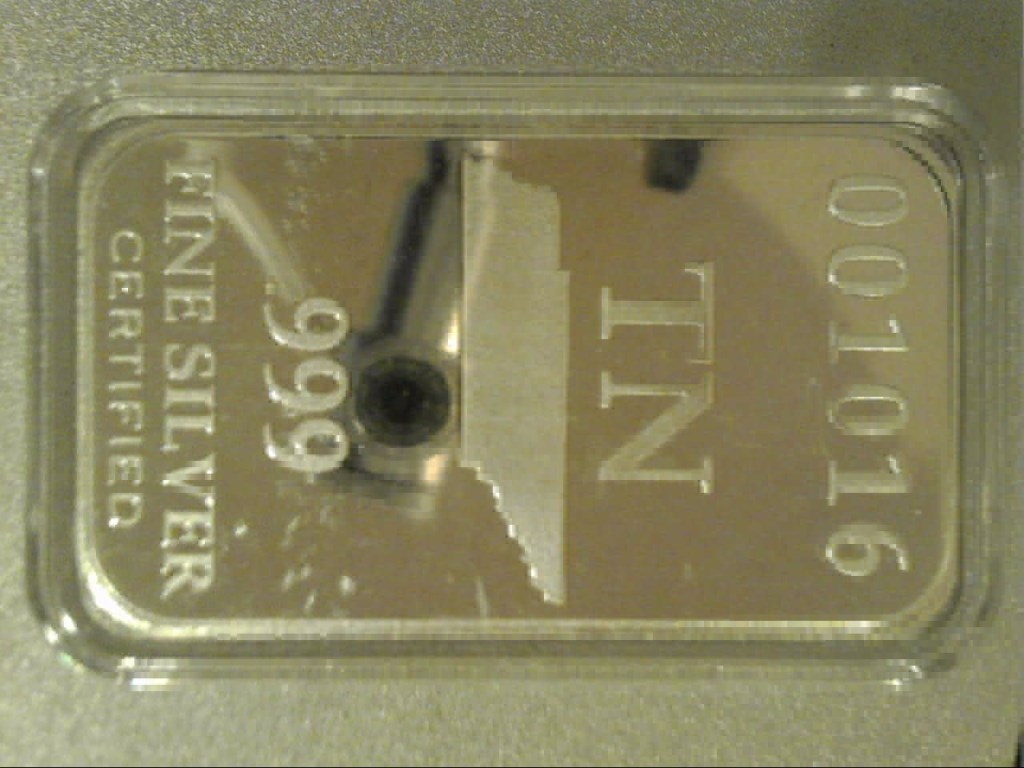 001016
TN
999
FINE SILVER
CERTIFIED